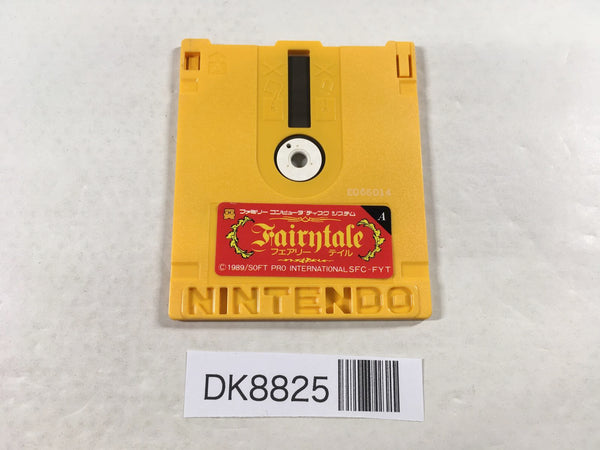 E066014
ファミリー コンピュータ ディスク システム
A
Fairytale
フェアリー テイル
© 1989/SOFT PRO INTERNATIONAL SFC-FYT
NINTENDO
DK8825